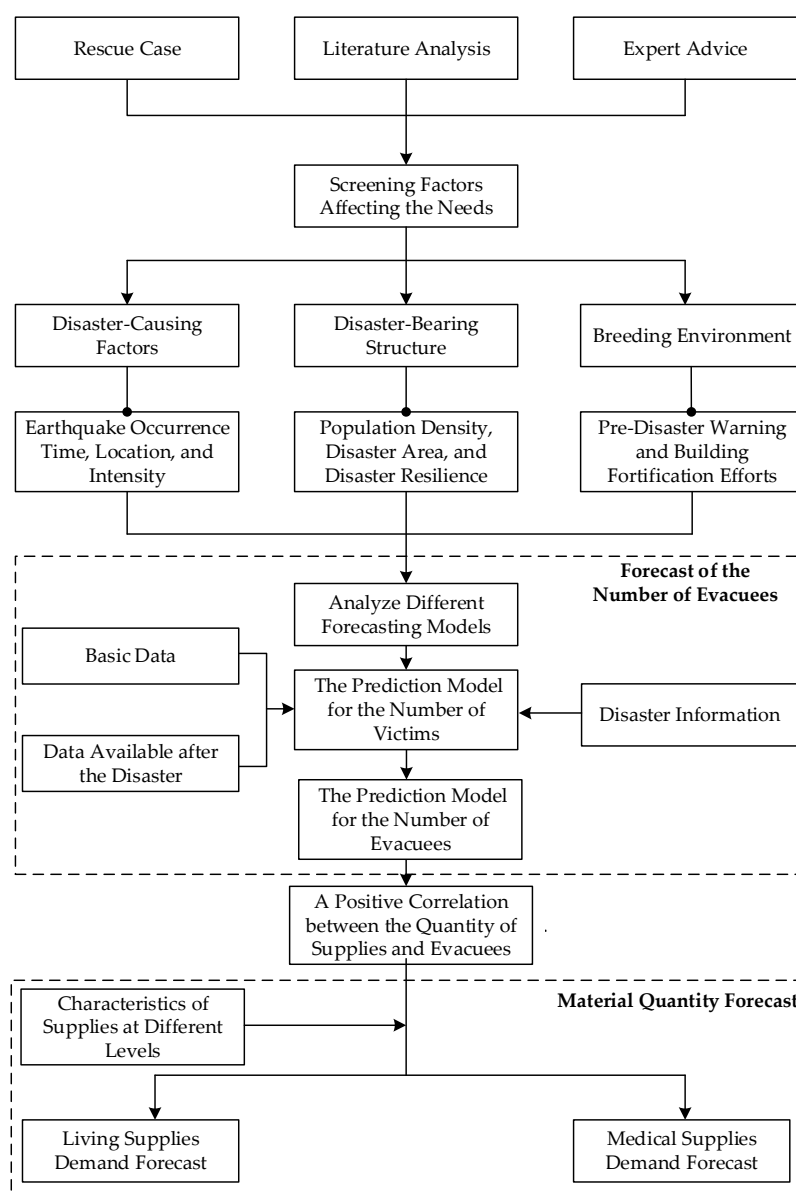 Rescue Case
Literature Analysis
Expert Advice
Screening Factors
Affecting the Needs
Disaster-Causing
Factors
Disaster-Bearing
Structure
Breeding Environment
Earthquake Occurrence
Time, Location, and
Intensity
Population Density,
Disaster Area, and
Disaster Resilience
Pre-Disaster Warning
and Building
Fortification Efforts
Forecast of the
Number of Evacuees
Analyze Different
Forecasting Models
Basic Data
The Prediction Model
for the Number of
Victims
Disaster Information
Data Available after
the Disaster
The Prediction Model
for the Number of
Evacuees
A Positive Correlation
between the Quantity of
Supplies and Evacuees
.
Material Quantity Forecast
Characteristics of
Supplies at Different
Levels
Living Supplies
Demand Forecast
Medical Supplies
Demand Forecast